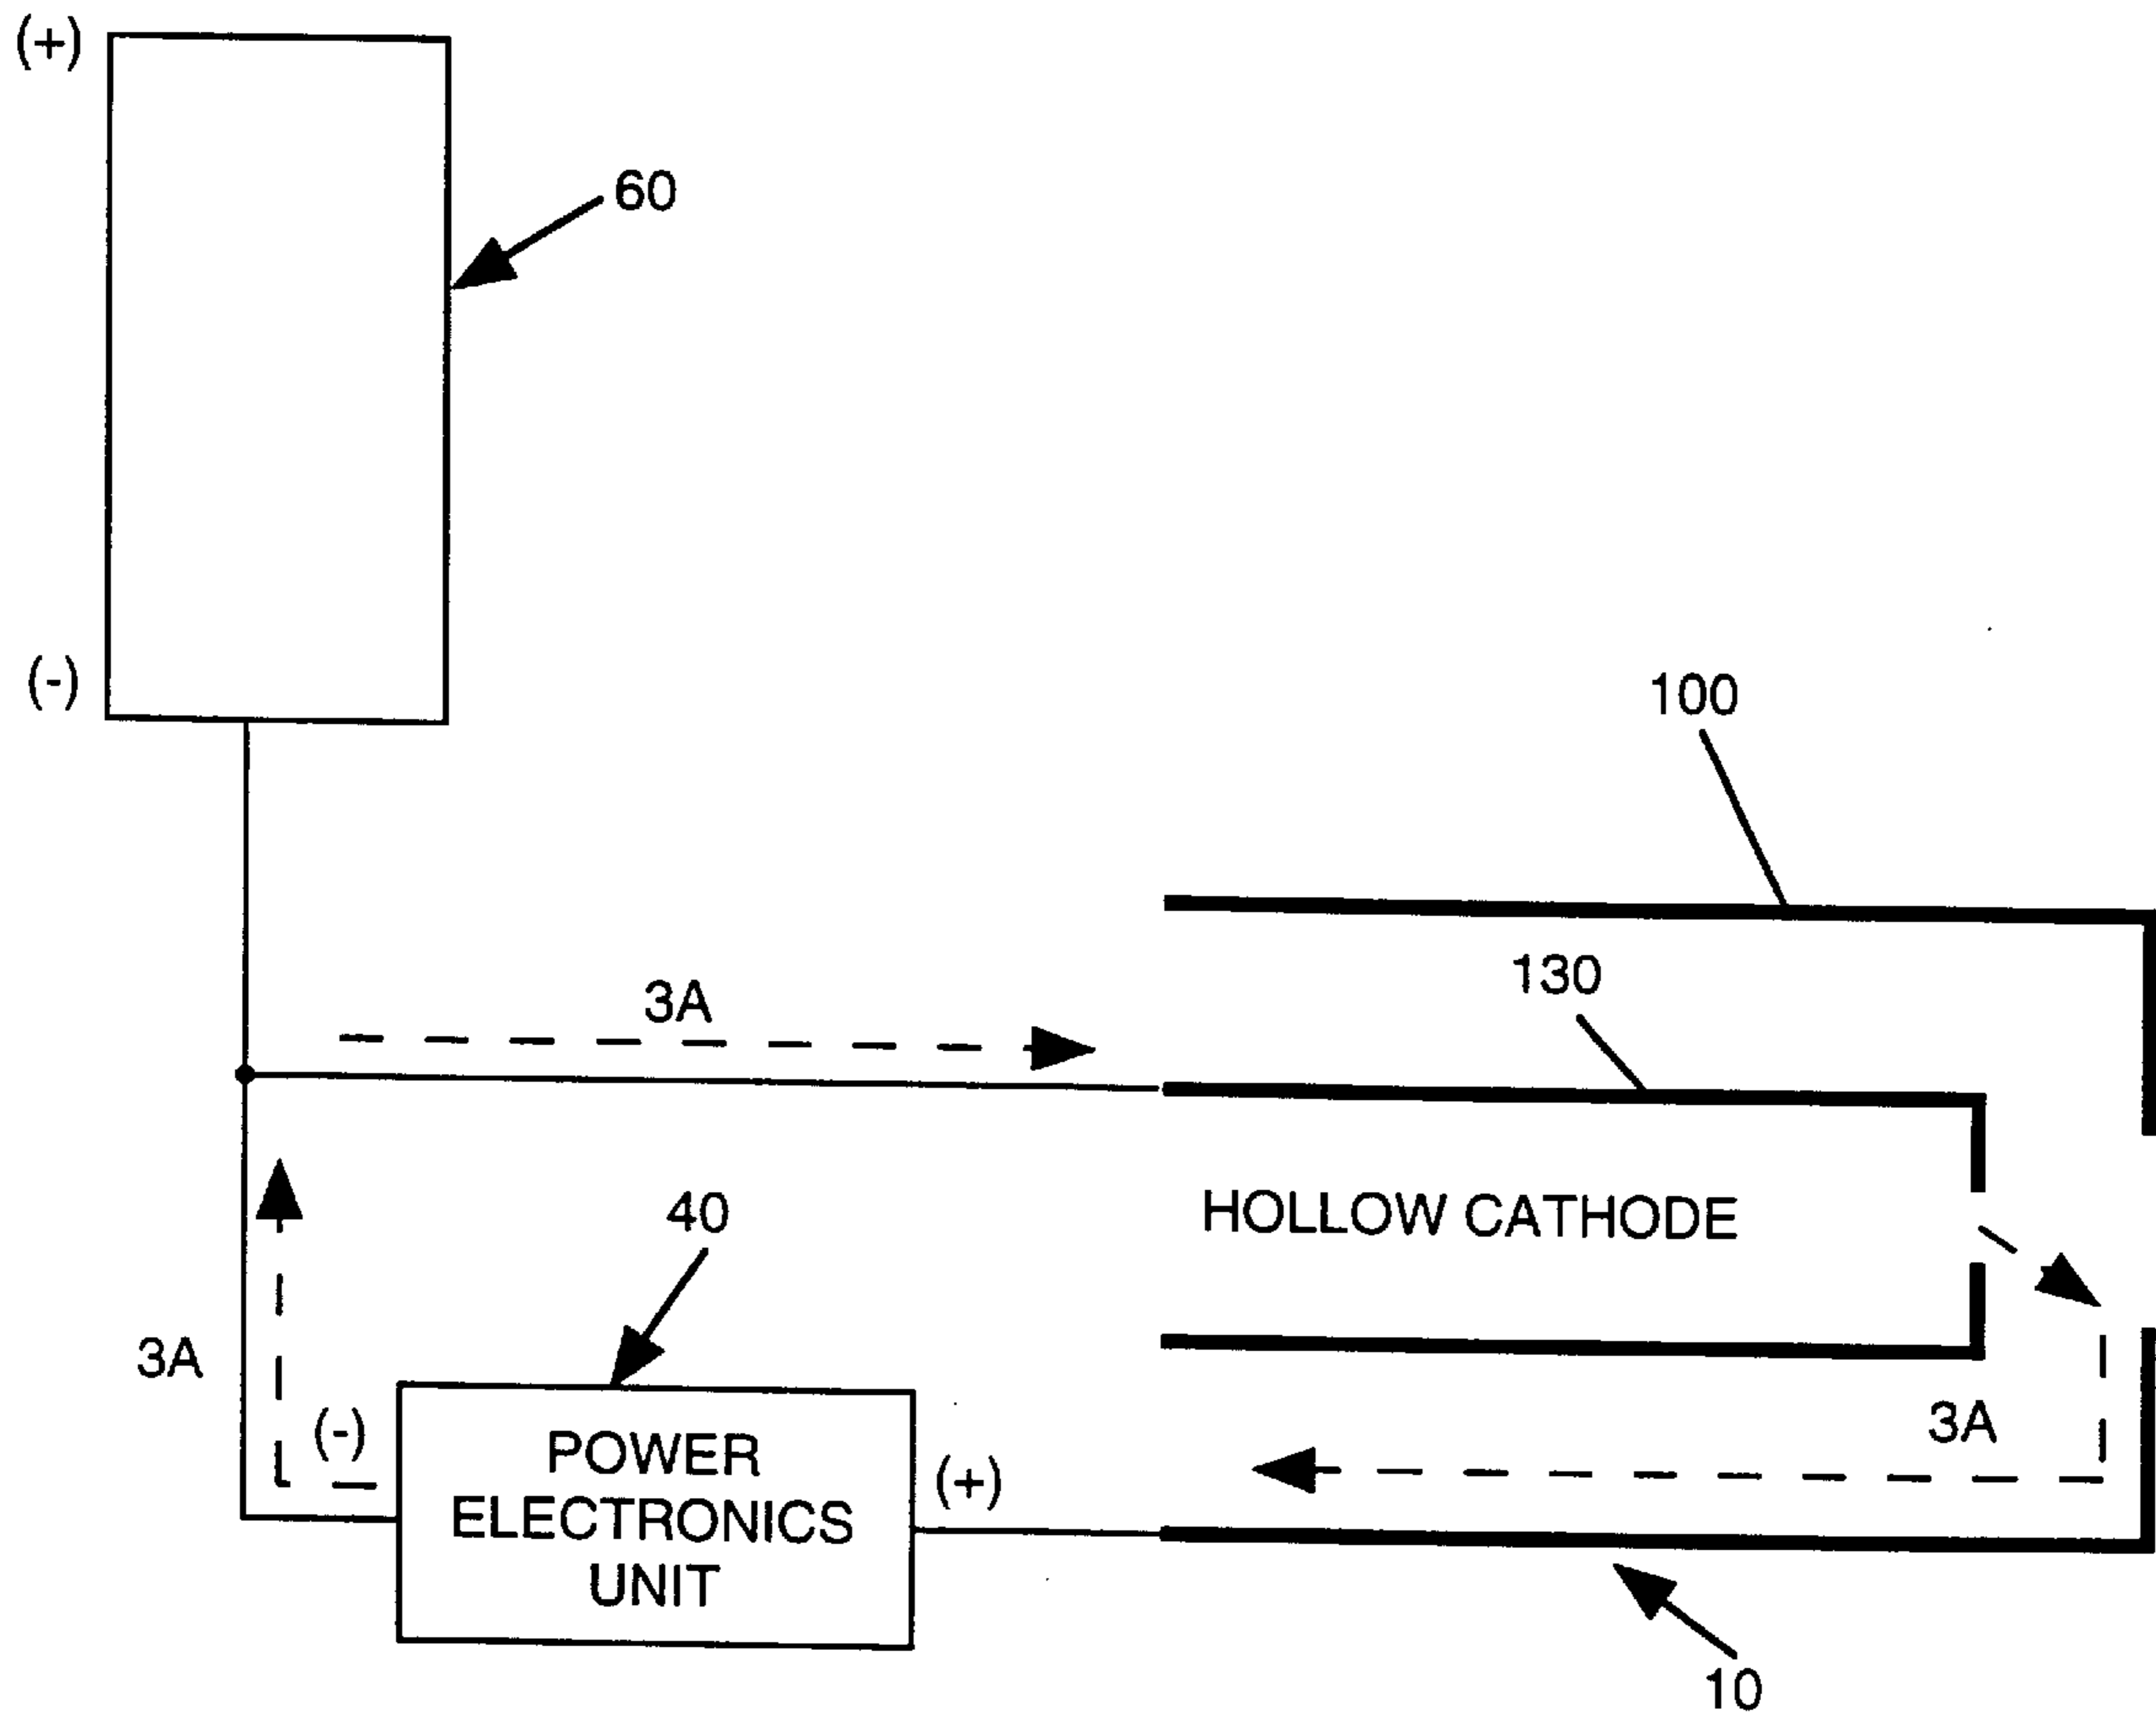 (+)
60
(-)
100
130
3A
40
HOLLOW CATHODE
3A
(-)
POWER
ELECTRONICS
UNIT
(+)
3A
10